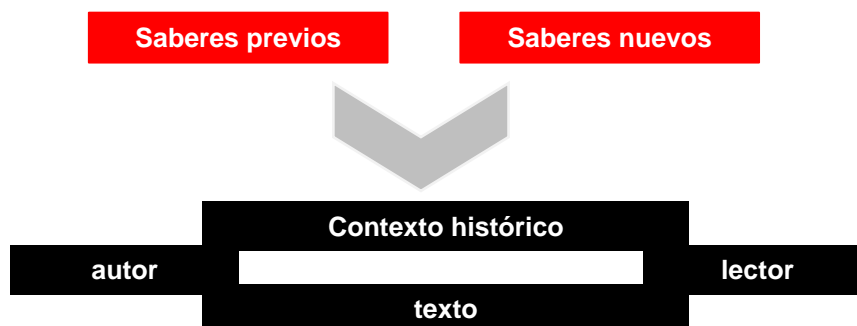 Saberes previos
Saberes nuevos
Contexto histórico
autor
lector
texto